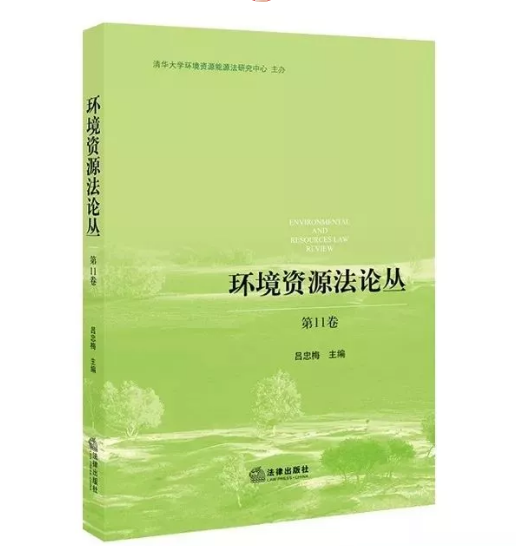 清华大学环境资源能源法研究中心 主办
环境资源法论丛
第11卷
吕忠梅 主编
ENVIRONMENTAL
AND
RESOURCES LAW
REVIEW
环境资源法论丛
第11卷
吕忠梅 主编
法律出版社
LAW PRESS·CHINA
法律出版社